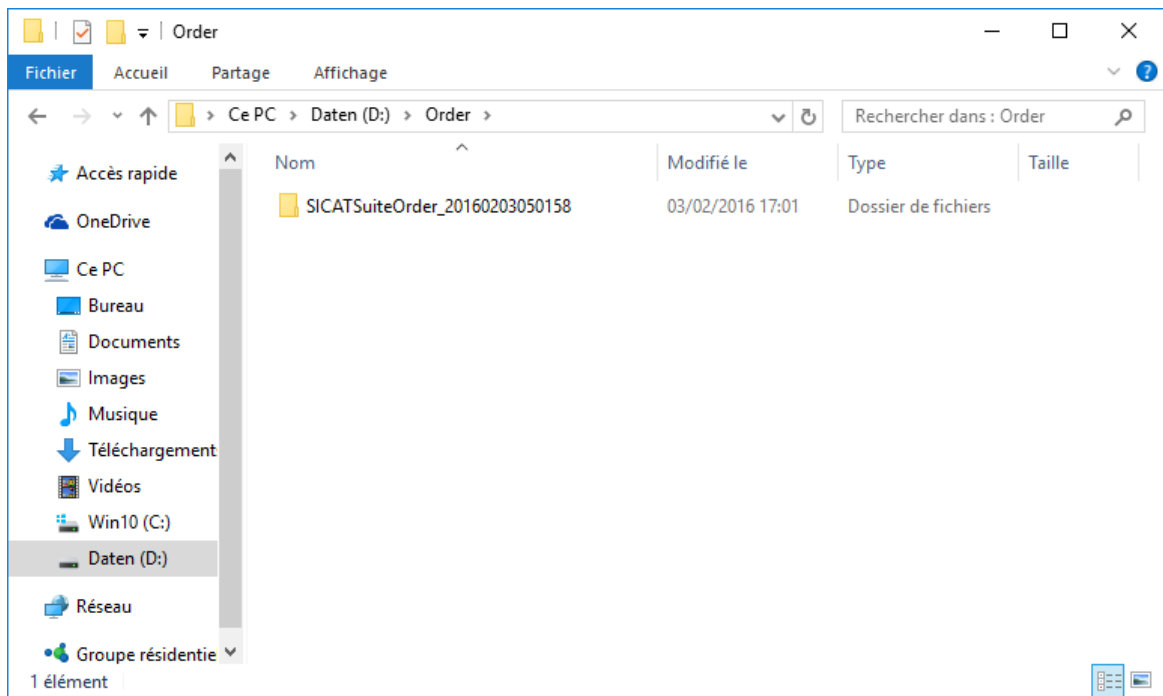 Order
Fichier Accueil Partage Affichage
Ce PC Daten (D:) Order Rechercher dans : Order
Nom Modifié le Type Taille
SICATSuiteOrder_20160203050158 03/02/2016 17:01 Dossier de fichiers
Accès rapide
OneDrive
Ce PC
Bureau
Documents
Images
Musique
Téléchargement
Vidéos
Win10 (C:)
Daten (D:)
Réseau
Groupe résidentie
1 élément